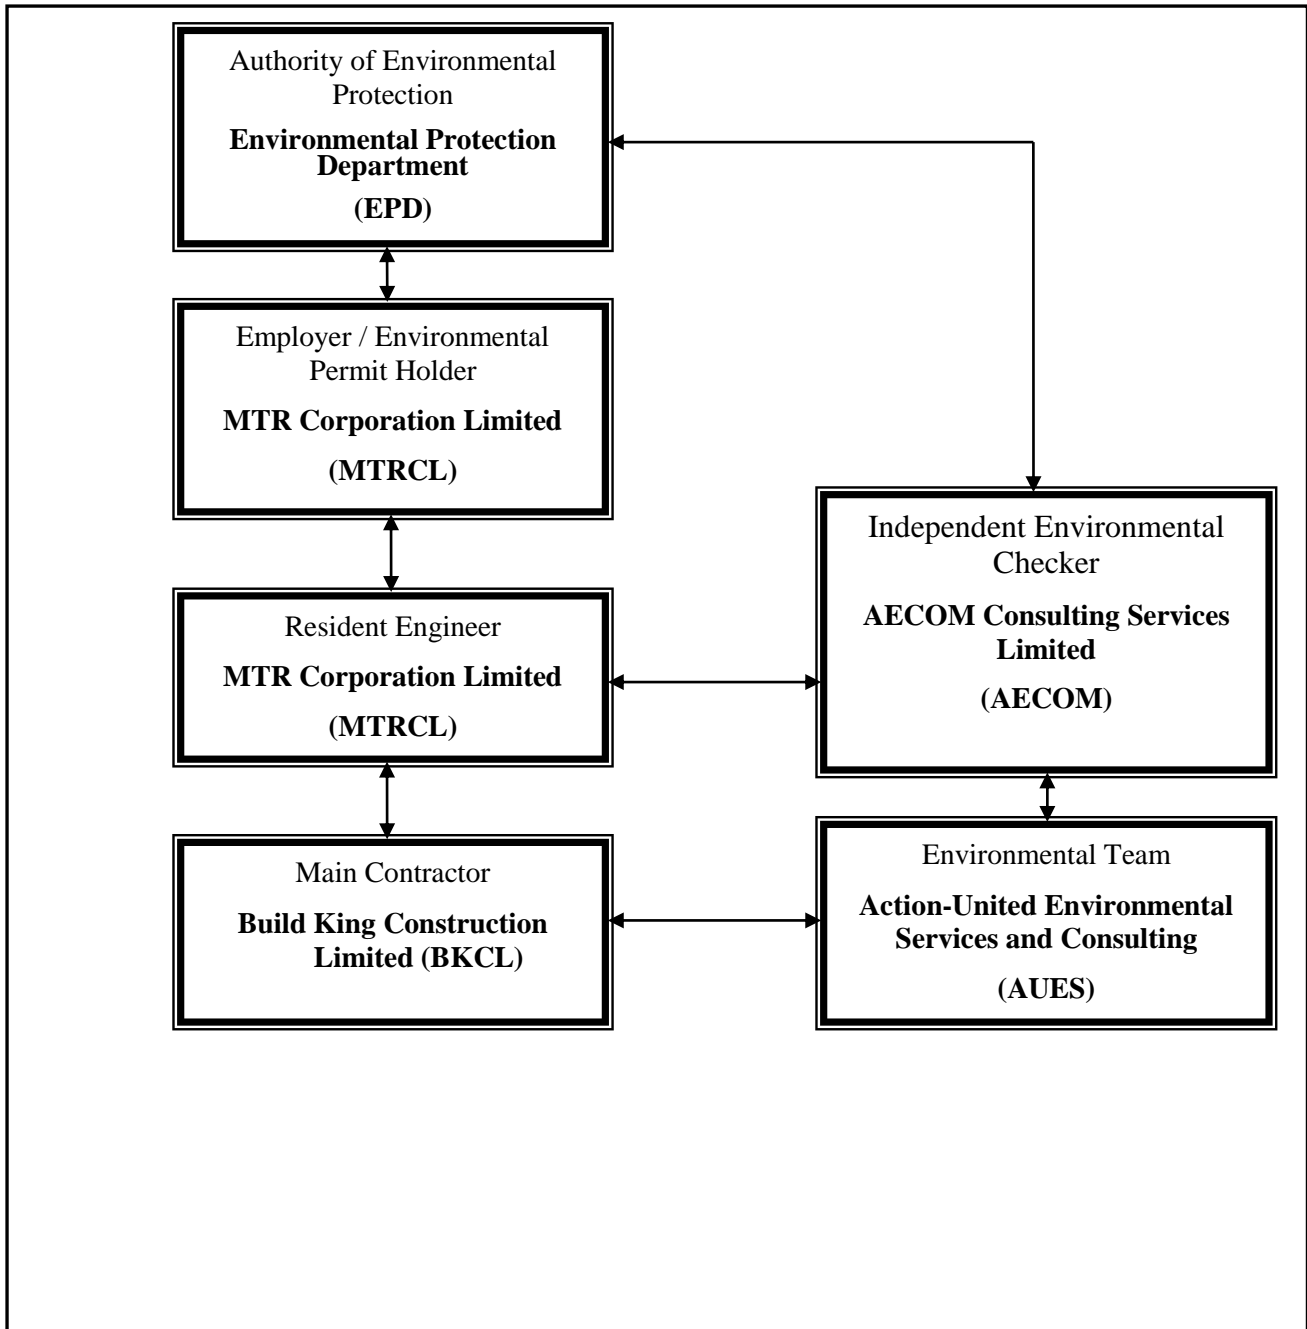 Authority of Environmental
Protection
Environmental Protection
Department
(EPD)
Employer / Environmental
Permit Holder
MTR Corporation Limited
(MTRCL)
Resident Engineer
MTR Corporation Limited
(MTRCL)
Main Contractor
Build King Construction
Limited (BKCL)
Independent Environmental
Checker
AECOM Consulting Services
Limited
(AECOM)
Environmental Team
Action-United Environmental
Services and Consulting
(AUES)